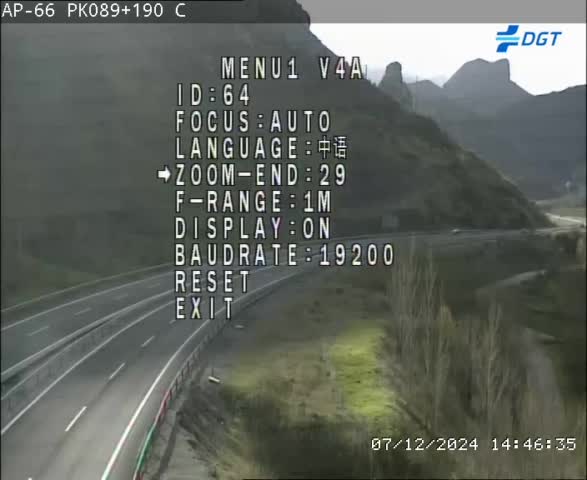 AP-66 PK089+190 C
DGT
MENU1 V4A
ID:64
FOCUS:AUTO
LANGUAGE:中语
ZOOM-END:29
F-RANGE:1M
DISPLAY:ON
BAUDRATE:19200
RESET
EXIT
07/12/2024 14:46:35